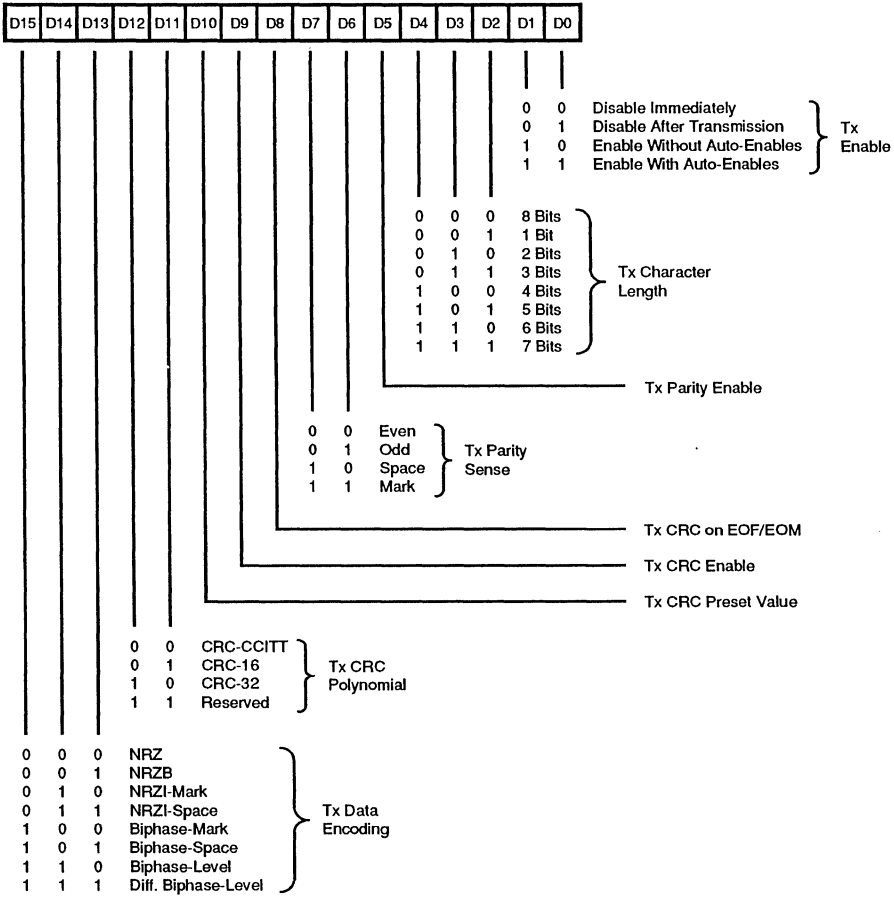 D15 D14 D13 D12 D11 D10 D9 D8 D7 D6 D5 D4 D3 D2 D1 D0
0 0 Disable Immediately
0 1 Disable After Transmission
1 0 Enable Without Auto-Enables
1 1 Enable With Auto-Enables
Tx
Enable
0 0 0 8 Bits
0 0 1 1 Bit
0 1 0 2 Bits
0 1 1 3 Bits
1 0 0 4 Bits
1 0 1 5 Bits
1 1 0 6 Bits
1 1 1 7 Bits
Tx Character
Length
Tx Parity Enable
0 0 Even
0 1 Odd
1 0 Space
1 1 Mark
Tx Parity
Sense
Tx CRC on EOF/EOM
Tx CRC Enable
Tx CRC Preset Value
0 0 CRC-CCITT
0 1 CRC-16
1 0 CRC-32
1 1 Reserved
Tx CRC
Polynomial
0 0 0 NRZ
0 0 1 NRZB
0 1 0 NRZI-Mark
0 1 1 NRZI-Space
1 0 0 Biphase-Mark
1 0 1 Biphase-Space
1 1 0 Biphase-Level
1 1 1 Diff. Biphase-Level
Tx Data
Encoding